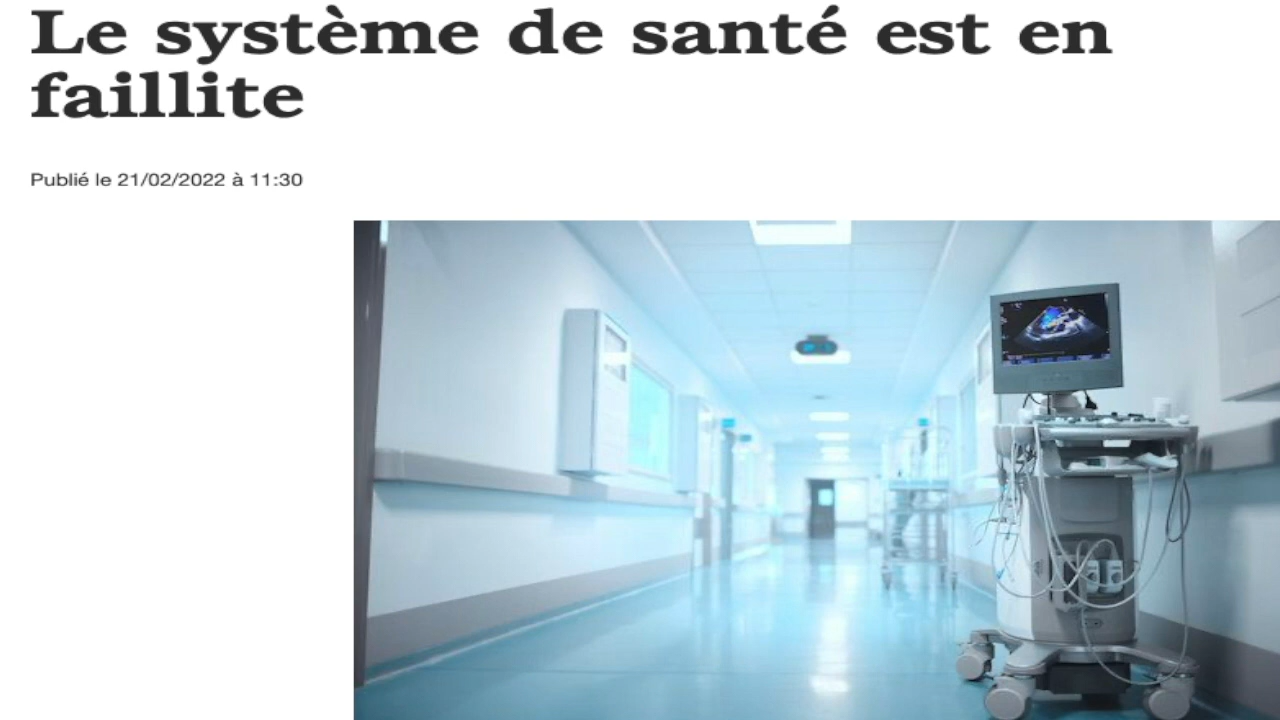 Le système de santé est en
faillite
Publié le 21/02/2022 à 11:30